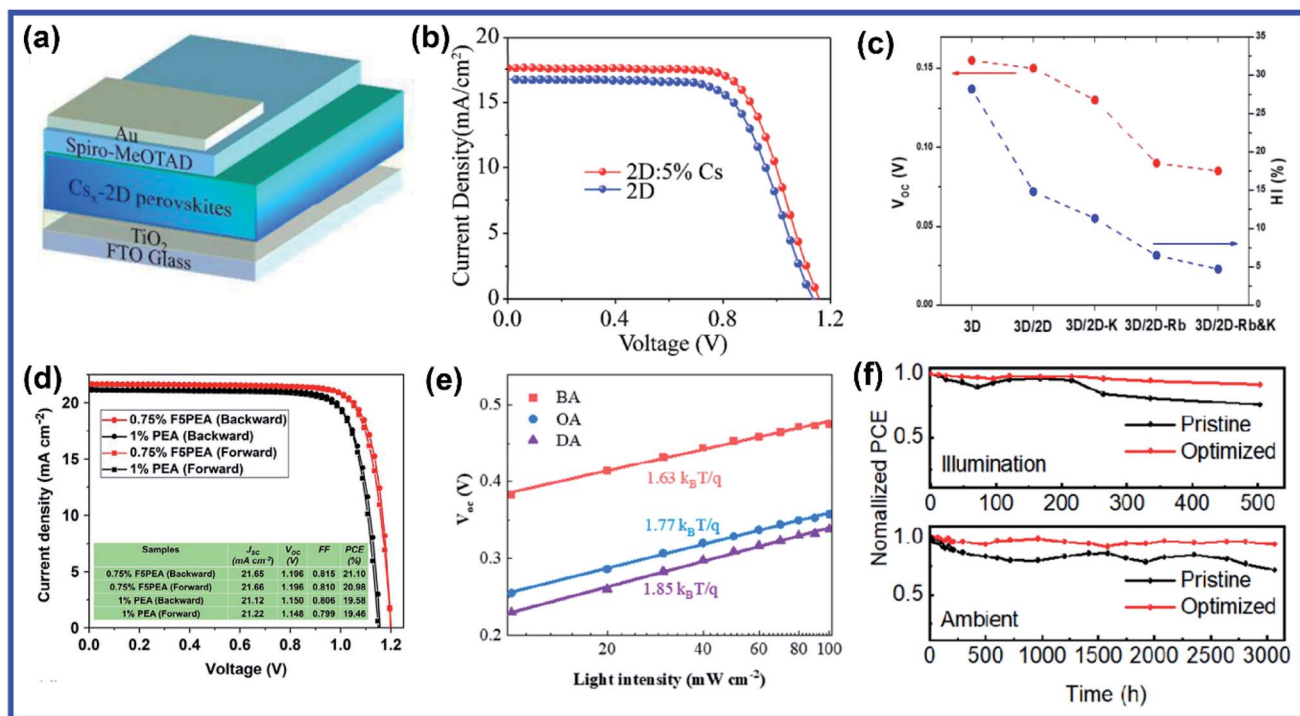 (a)
Au
Spiro-MeOTAD
Csx-2D perovskites
TiO2
FTO Glass
(b)
Current Density(mA/cm²)
20
15
10
5
0
2D:5% Cs
2D
0.0
0.4
0.8
1.2
Voltage (V)
(c)
VOC (V)
0.15
0.10
0.05
0.00
HI (%)
35
30
25
20
15
10
5
0
3D
3D/2D
3D/2D-K
3D/2D-Rb
3D/2D-Rb&K
(d)
Current density (mA cm⁻²)
20
15
10
5
0
0.75% F5PEA (Backward)
1% PEA (Backward)
0.75% F5PEA (Forward)
1% PEA (Forward)
Samples JSC (mA cm⁻²) VOC (V) FF PCE (%)
0.75% F5PEA (Backward) 21.65 1.196 0.815 21.10
0.75% F5PEA (Forward) 21.66 1.196 0.810 20.98
1% PEA (Backward) 21.12 1.150 0.806 19.58
1% PEA (Forward) 21.22 1.148 0.799 19.46
0.0 0.2 0.4 0.6 0.8 1.0 1.2
Voltage (V)
(e)
Voc (V)
0.5
0.4
0.3
0.2
BA
OA
DA
1.63 kBT/q
1.77 kBT/q
1.85 kBT/q
20 40 60 80 100
Light intensity (mW cm⁻²)
(f)
Normallized PCE
1.0
0.5
Pristine
Optimized
Illumination
0 100 200 300 400 500
1.0
0.5
Pristine
Optimized
Ambient
0 500 1000 1500 2000 2500 3000
Time (h)